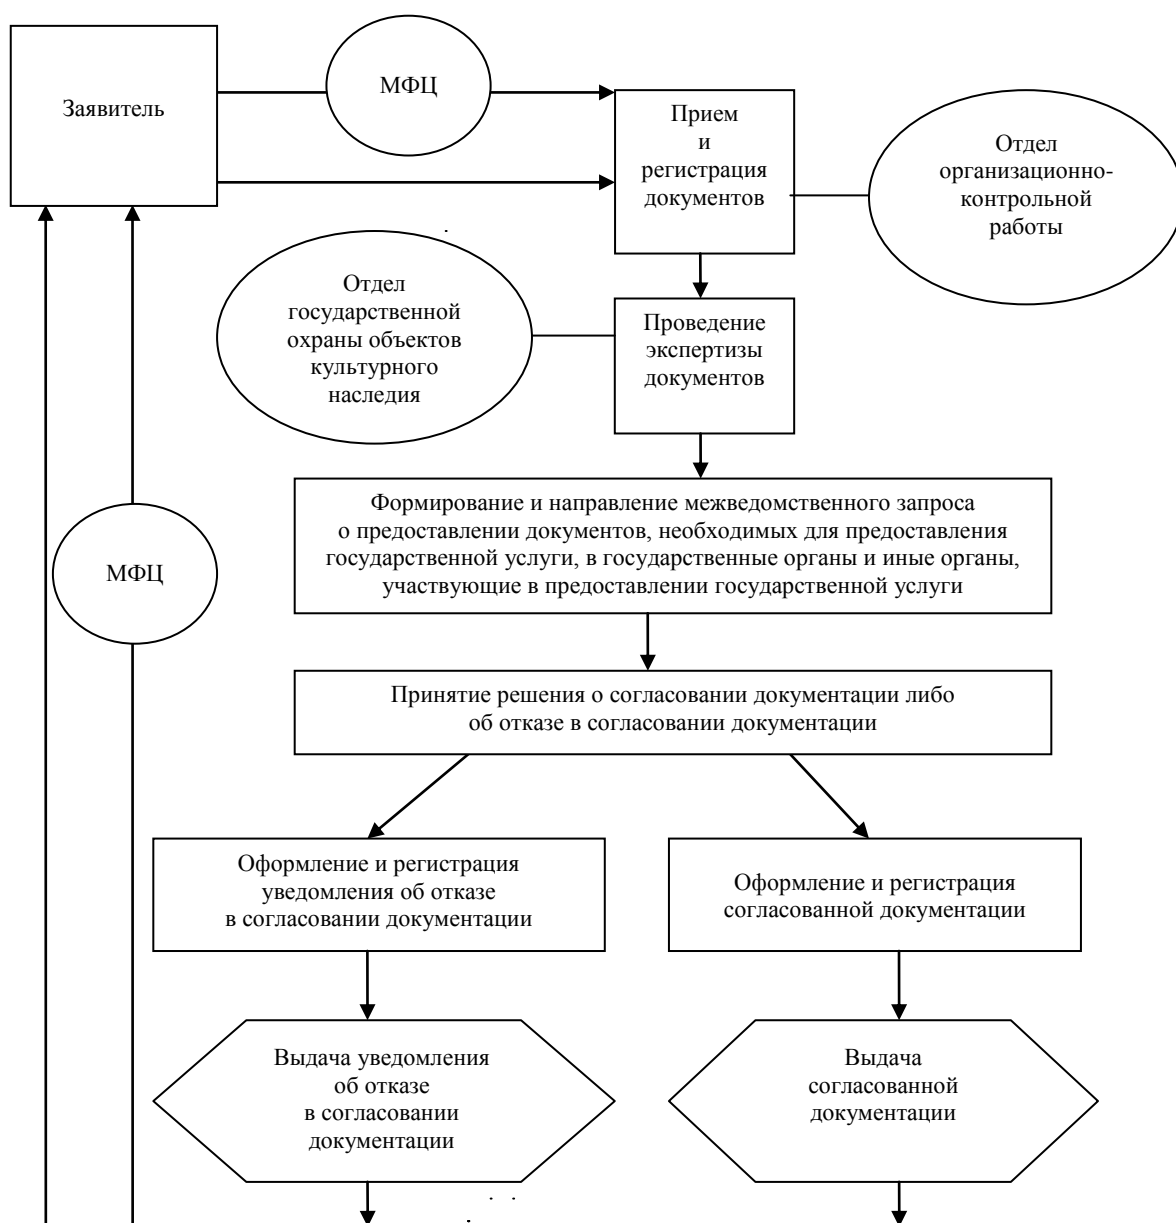 МФЦ
Заявитель
Прием
и
регистрация
документов
Отдел
организационно-
контрольной
работы
Отдел
государственной
охраны объектов
культурного
наследия
Проведение
экспертизы
документов
Формирование и направление межведомственного запроса
о предоставлении документов, необходимых для предоставления
государственной услуги, в государственные органы и иные органы,
участвующие в предоставлении государственной услуги
МФЦ
Принятие решения о согласовании документации либо
об отказе в согласовании документации
Оформление и регистрация
уведомления об отказе
в согласовании документации
Оформление и регистрация
согласованной документации
Выдача уведомления
об отказе
в согласовании
документации
Выдача
согласованной
документации